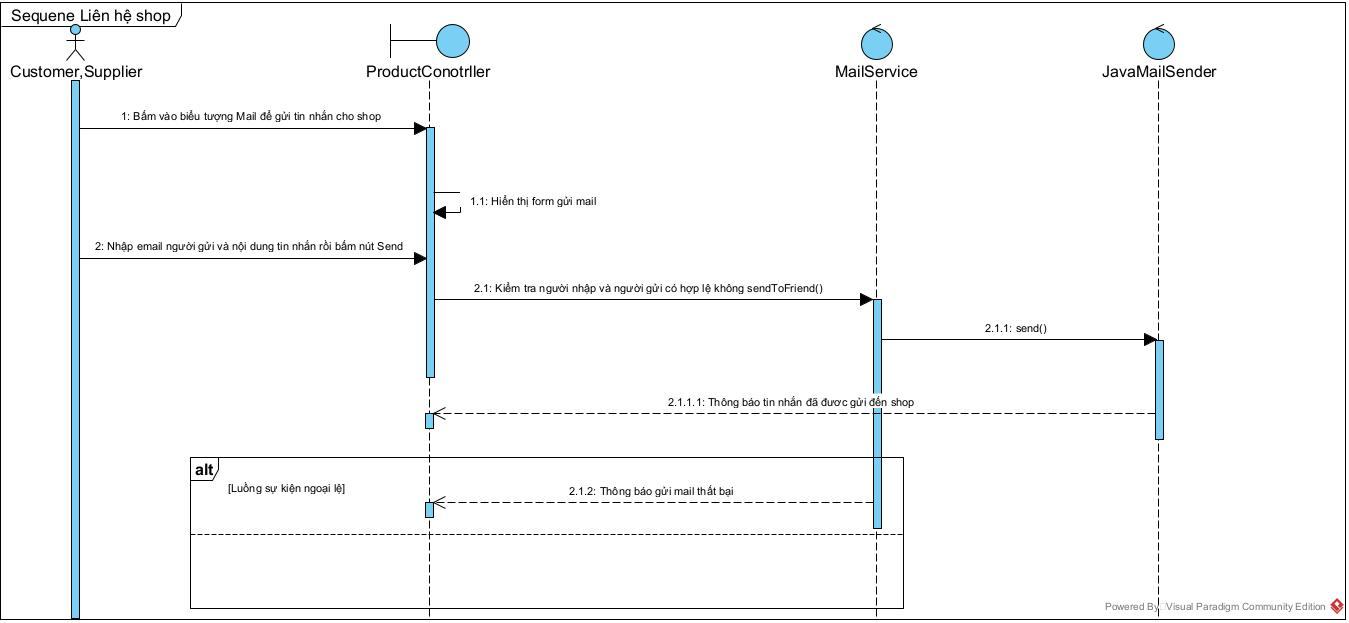 Sequene Liên hệ shop
Customer,Supplier
ProductConotrller
MailService
JavaMailSender
1: Bấm vào biểu tượng Mail để gửi tin nhắn cho shop
1.1: Hiển thị form gửi mail
2: Nhập email người gửi và nội dung tin nhắn rồi bấm nút Send
2.1: Kiểm tra người nhập và người gửi có hợp lệ không sendToFriend()
2.1.1: send()
2.1.1.1: Thông báo tin nhắn đã đươc gửi đến shop
alt
[Luồng sự kiện ngoại lệ]
2.1.2: Thông báo gửi mail thất bại
Powered By Visual Paradigm Community Edition